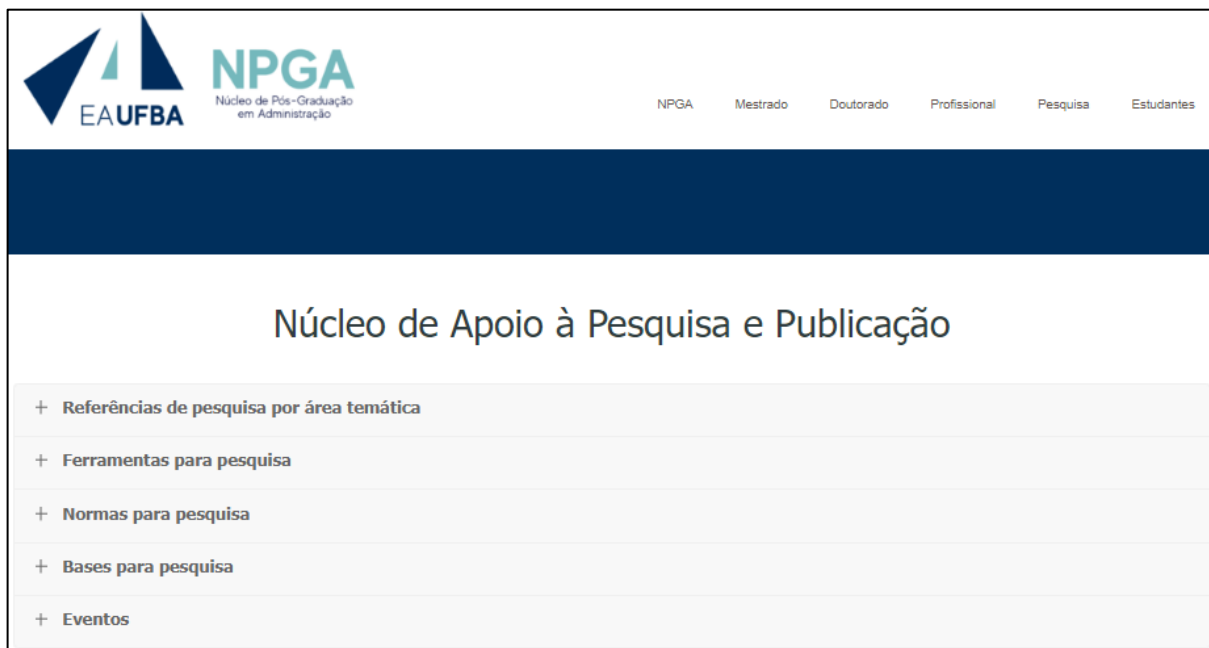 EAUFBA
NPGA
Núcleo de Pós-Graduação
em Administração
NPGA Mestrado Doutorado Profissional Pesquisa Estudantes
Núcleo de Apoio à Pesquisa e Publicação
+ Referências de pesquisa por área temática
+ Ferramentas para pesquisa
+ Normas para pesquisa
+ Bases para pesquisa
+ Eventos